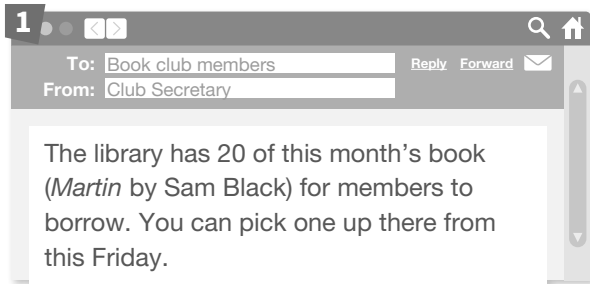 1
To: Book club members Reply Forward
From: Club Secretary
The library has 20 of this month’s book
(Martin by Sam Black) for members to
borrow. You can pick one up there from
this Friday.